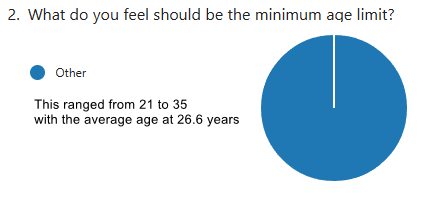 2. What do you feel should be the minimum age limit?
Other
This ranged from 21 to 35
with the average age at 26.6 years